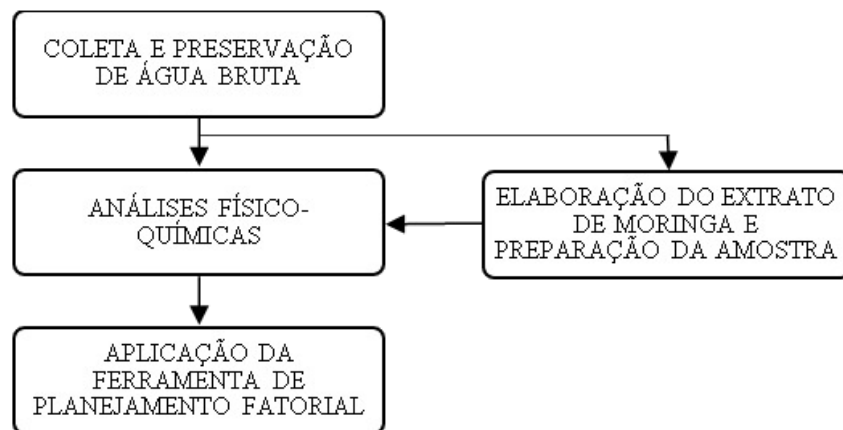 COLETA E PRESERVAÇÃO
DE ÁGUA BRUTA
ANÁLISES FÍSICO-
QUÍMICAS
ELABORAÇÃO DO EXTRATO
DE MORINGA E
PREPARAÇÃO DA AMOSTRA
APLICAÇÃO DA
FERRAMENTA DE
PLANEJAMENTO FATORIAL